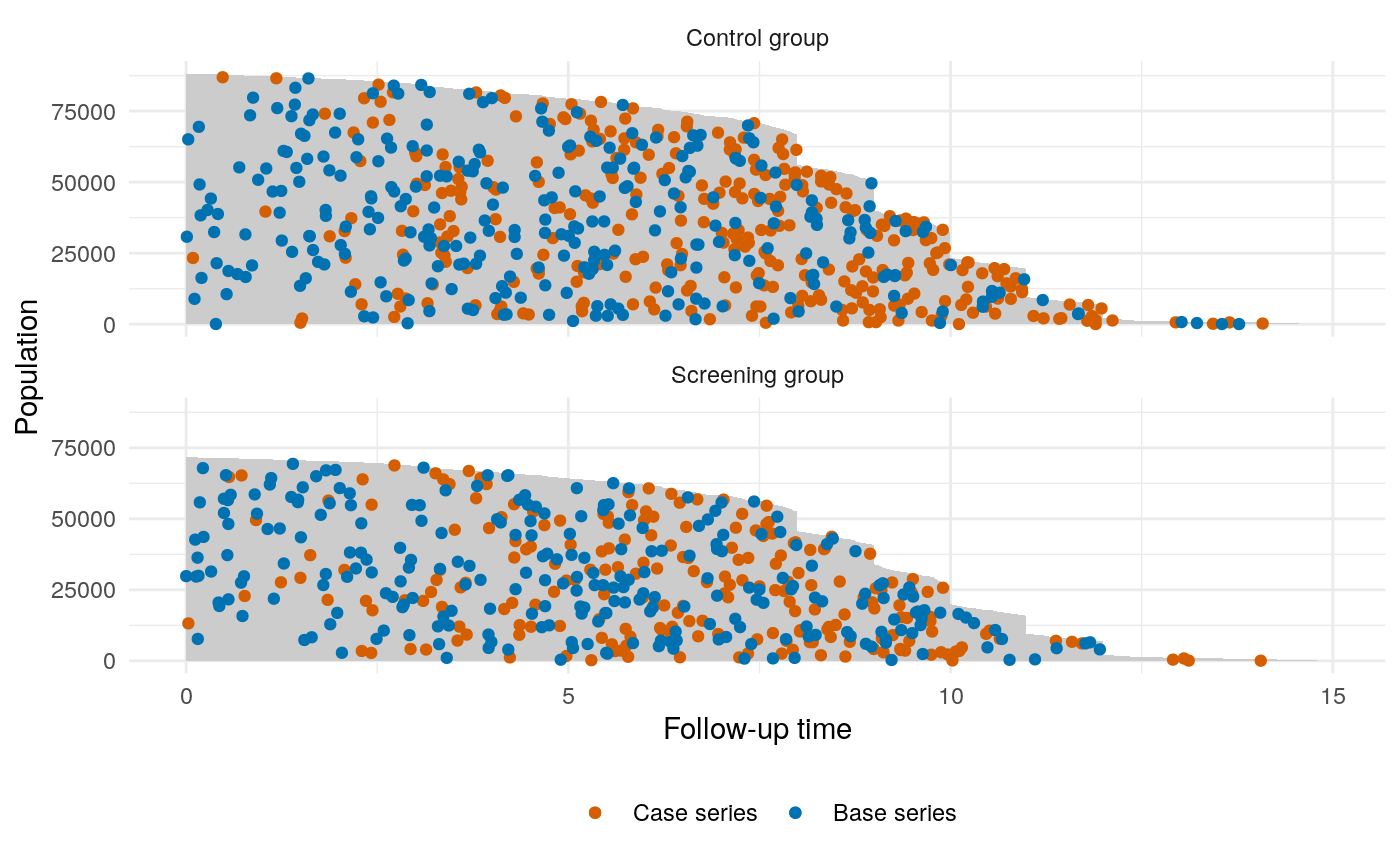 Control group
75000
50000
25000
0
Population
Screening group
75000
50000
25000
0
0 5 10 15
Follow-up time
Case series Base series